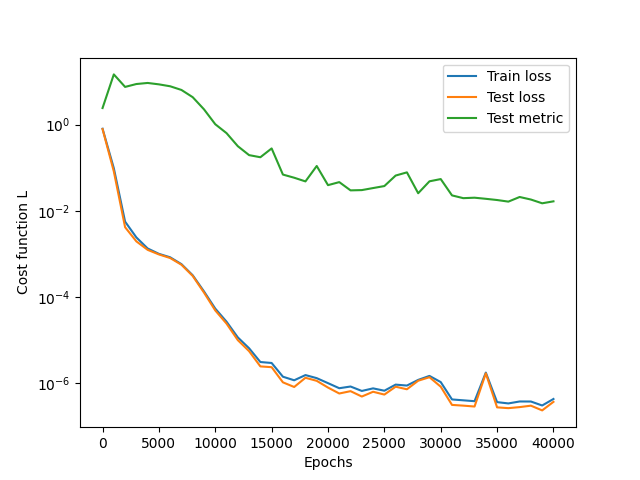 Train loss
Test loss
Test metric
Cost function L
10^0
10^-2
10^-4
10^-6
0 5000 10000 15000 20000 25000 30000 35000 40000
Epochs